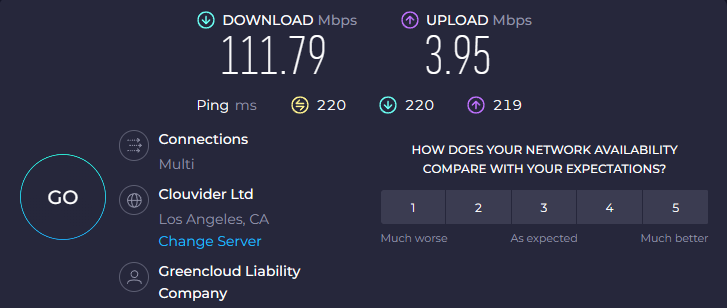 DOWNLOAD Mbps
UPLOAD Mbps
111.79
3.95
Ping ms
220
220
219
GO
Connections
Multi
Clouvider Ltd
Los Angeles, CA
Change Server
Greencloud Liability
Company
HOW DOES YOUR NETWORK AVAILABILITY
COMPARE WITH YOUR EXPECTATIONS?
1 2 3 4 5
Much worse As expected Much better